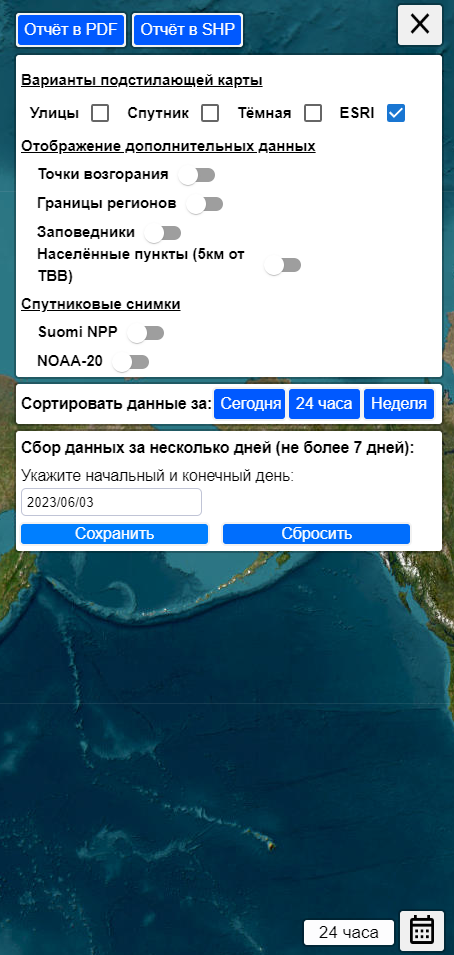 Отчёт в PDF Отчёт в SHP
Варианты подстилающей карты
Улицы Спутник Тёмная ESRI
Отображение дополнительных данных
Точки возгорания
Границы регионов
Заповедники
Населённые пункты (5км от
ТВВ)
Спутниковые снимки
Suomi NPP
NOAA-20
Сортировать данные за: Сегодня 24 часа Неделя
Сбор данных за несколько дней (не более 7 дней):
Укажите начальный и конечный день:
2023/06/03
Сохранить Сбросить
24 часа